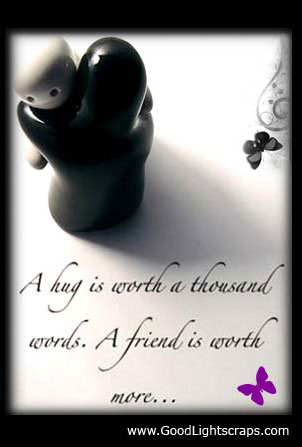 A hug is worth a thousand
words. A friend is worth
more...
www.GoodLightscraps.com